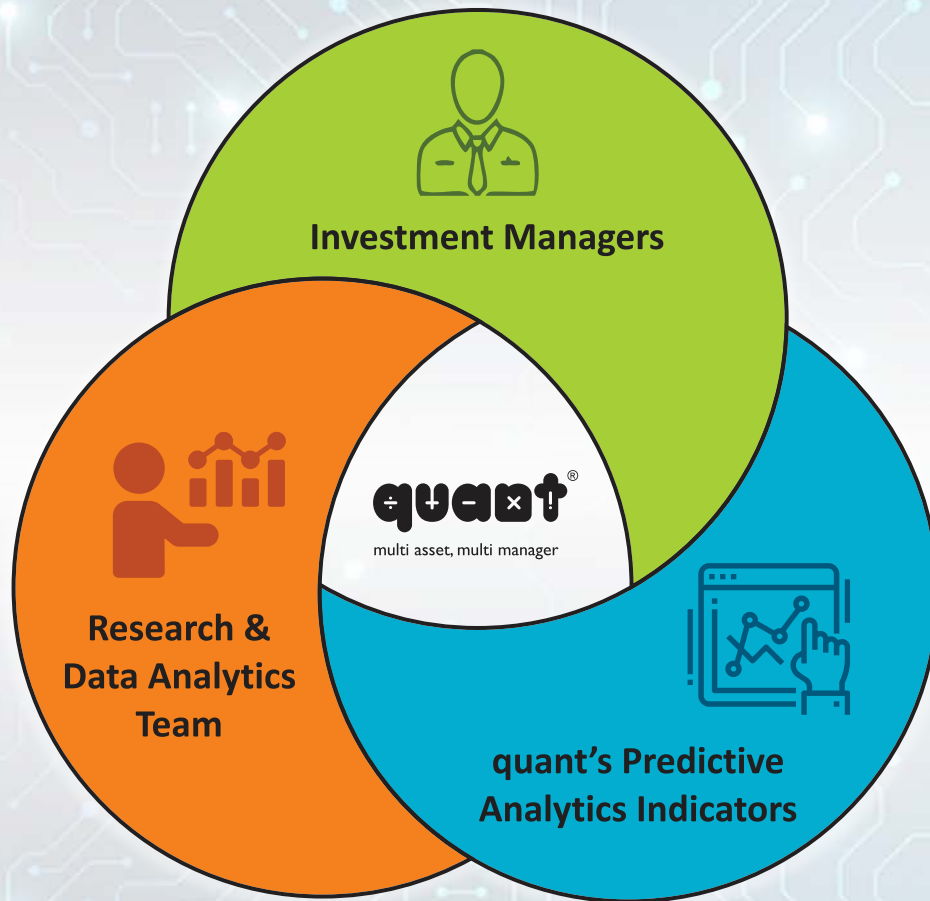 Investment Managers
quant®
multi asset, multi manager
Research &
Data Analytics
Team
quant's Predictive
Analytics Indicators